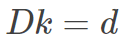 Dk = d